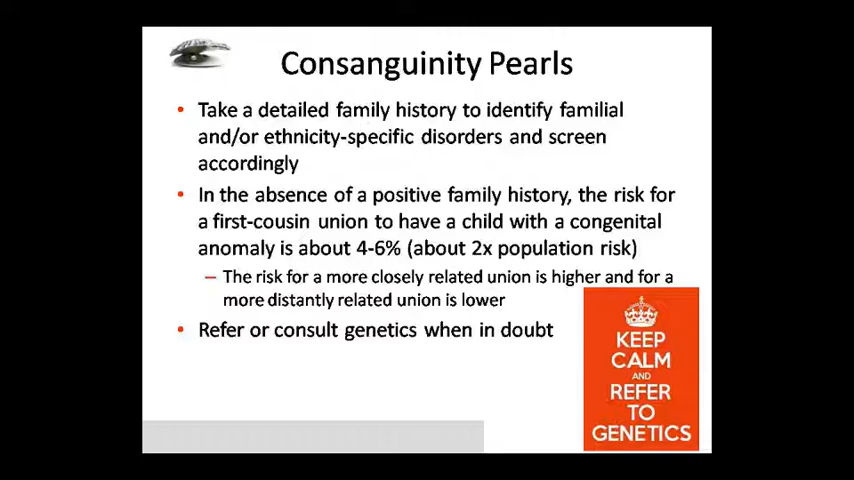 Consanguinity Pearls
• Take a detailed family history to identify familial
and/or ethnicity-specific disorders and screen
accordingly
• In the absence of a positive family history, the risk for
a first-cousin union to have a child with a congenital
anomaly is about 4-6% (about 2x population risk)
– The risk for a more closely related union is higher and for a
more distantly related union is lower
• Refer or consult genetics when in doubt
KEEP
CALM
AND
REFER
TO
GENETICS